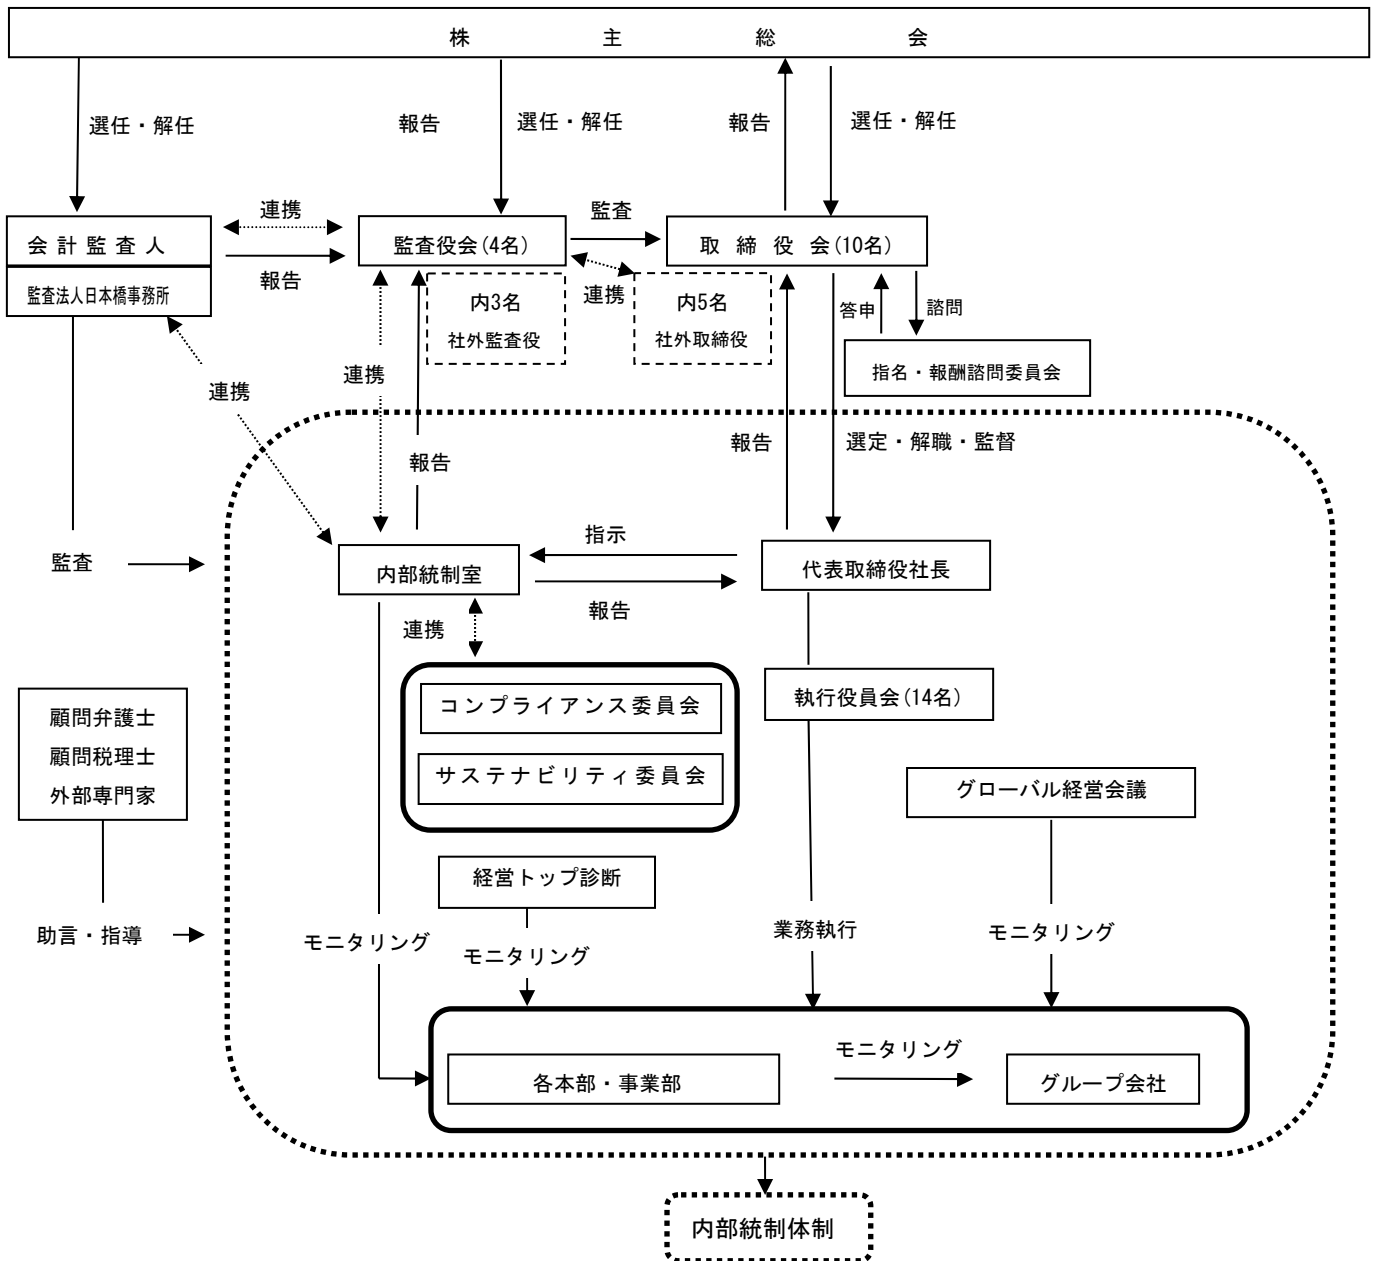 株主総会
選任・解任
報告
選任・解任
報告
選任・解任
会計監査人
監査法人日本橋事務所
連携
報告
監査役会(4名)
監査
取締役会(10名)
内3名
社外監査役
連携
内5名
社外取締役
答申
諮問
指名・報酬諮問委員会
連携
連携
報告
報告
選定・解職・監督
監査
内部統制室
指示
報告
代表取締役社長
連携
コンプライアンス委員会
サステナビリティ委員会
執行役員会(14名)
顧問弁護士
顧問税理士
外部専門家
グローバル経営会議
経営トップ診断
助言・指導
モニタリング
モニタリング
業務執行
モニタリング
各本部・事業部
モニタリング
グループ会社
内部統制体制